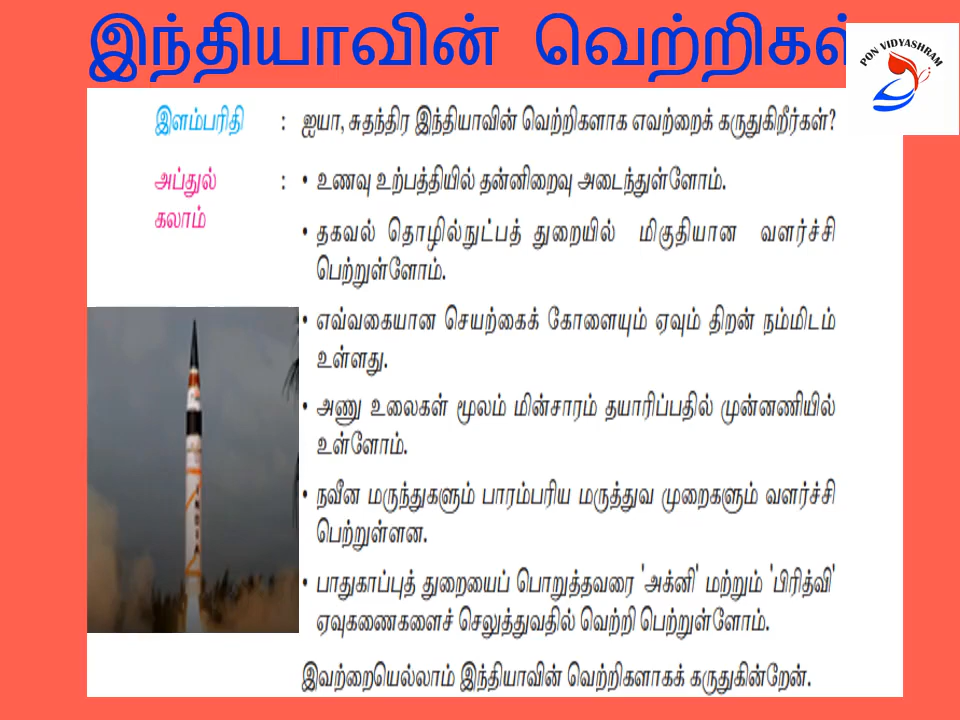 இந்தியாவின் வெற்றிகள்
PON VIDYASHRAM
இளம்பரிதி : ஐயா, சுதந்திர இந்தியாவின் வெற்றிகளாக எவற்றைக் கருதுகிறீர்கள்?
அப்துல் கலாம் : • உணவு உற்பத்தியில் தன்னிறைவு அடைந்துள்ளோம்.
• தகவல் தொழில்நுட்பத் துறையில் மிகுதியான வளர்ச்சி
பெற்றுள்ளோம்.
• எவ்வகையான செயற்கைக் கோளையும் ஏவும் திறன் நம்மிடம்
உள்ளது.
• அணு உலைகள் மூலம் மின்சாரம் தயாரிப்பதில் முன்னணியில்
உள்ளோம்.
• நவீன மருந்துகளும் பாரம்பரிய மருத்துவ முறைகளும் வளர்ச்சி
பெற்றுள்ளன.
• பாதுகாப்புத் துறையைப் பொறுத்தவரை 'அக்னி' மற்றும் 'பிரித்வி'
ஏவுகணைகளைச் செலுத்துவதில் வெற்றி பெற்றுள்ளோம்.
இவற்றையெல்லாம் இந்தியாவின் வெற்றிகளாகக் கருதுகின்றேன்.